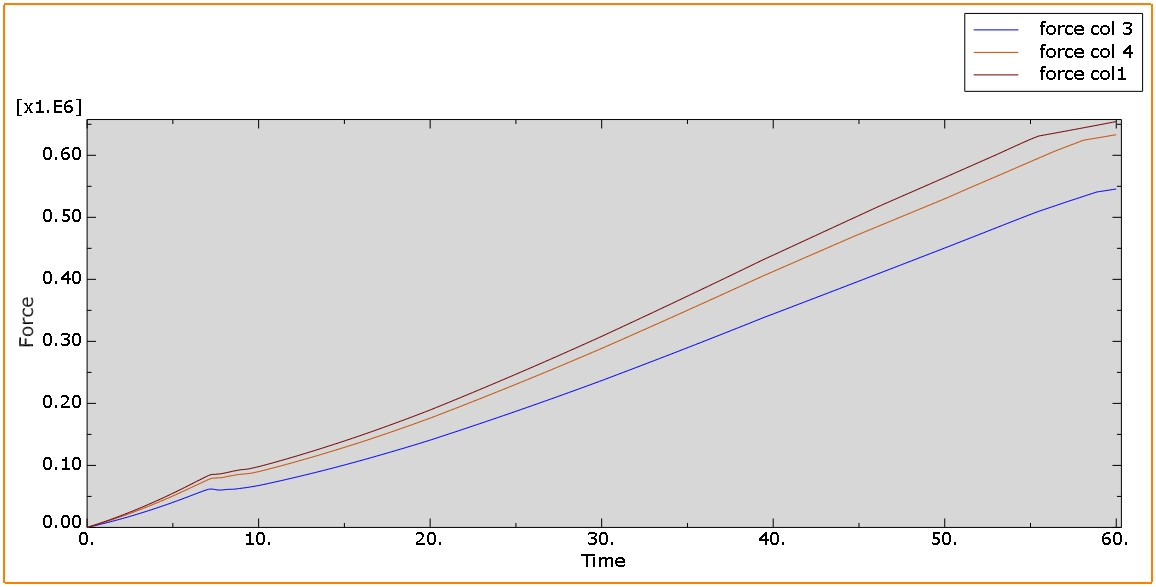 force col 3
force col 4
force col1
[x1.E6]
0.60
0.50
0.40
0.30
0.20
0.10
0.00
Force
0. 10. 20. 30. 40. 50. 60.
Time